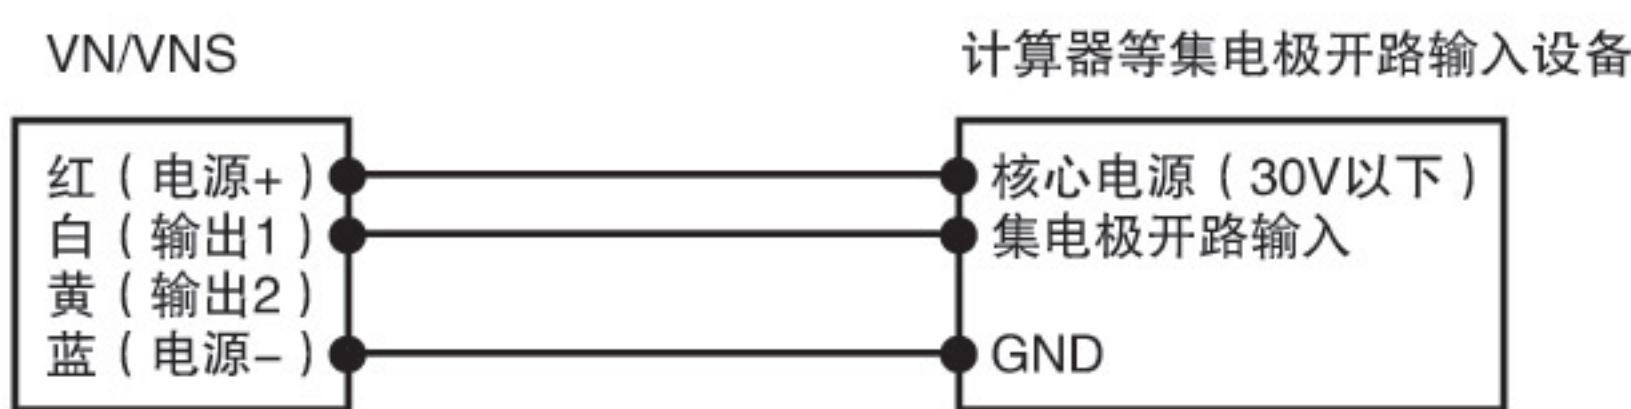 VN/VNS
计算器等集电极开路输入设备
红（电源+）
白（输出1）
黄（输出2）
蓝（电源−）
核心电源（30V以下）
集电极开路输入
GND